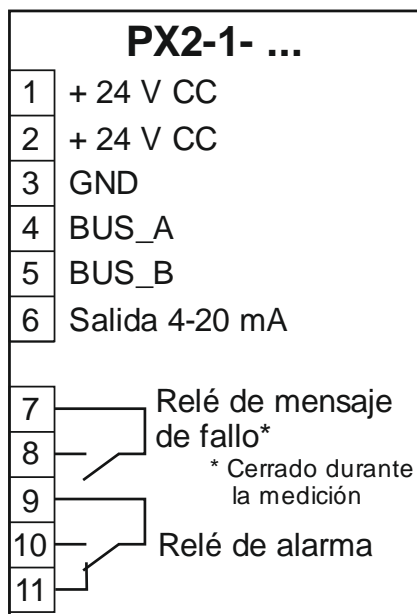 PX2-1- ...
1 + 24 V CC
2 + 24 V CC
3 GND
4 BUS_A
5 BUS_B
6 Salida 4-20 mA
7 Relé de mensaje
8 de fallo*
* Cerrado durante
la medición
9
10 Relé de alarma
11